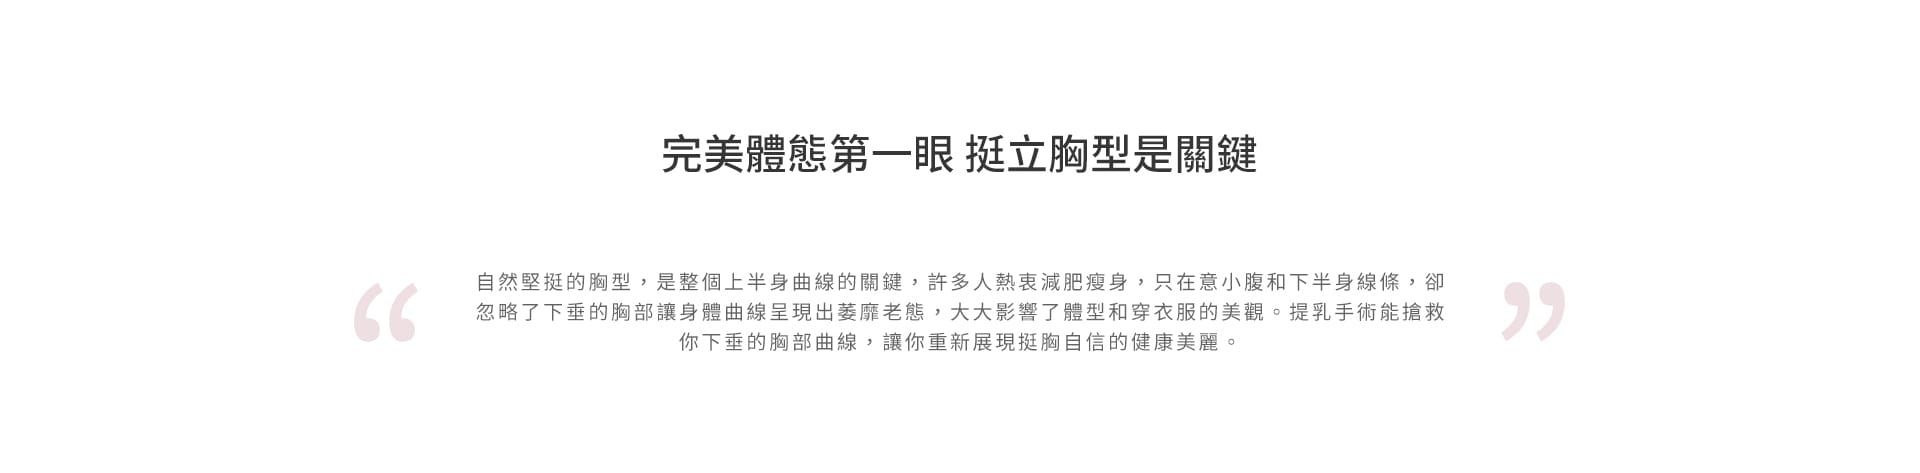 完美體態第一眼 挺立胸型是關鍵
自然堅挺的胸型，是整個上半身曲線的關鍵，許多人熱衷減肥瘦身，只在意小腹和下半身線條，卻
忽略了下垂的胸部讓身體曲線呈現出萎靡老態，大大影響了體型和穿衣服的美觀。提乳手術能搶救
你下垂的胸部曲線，讓你重新展現挺胸自信的健康美麗。